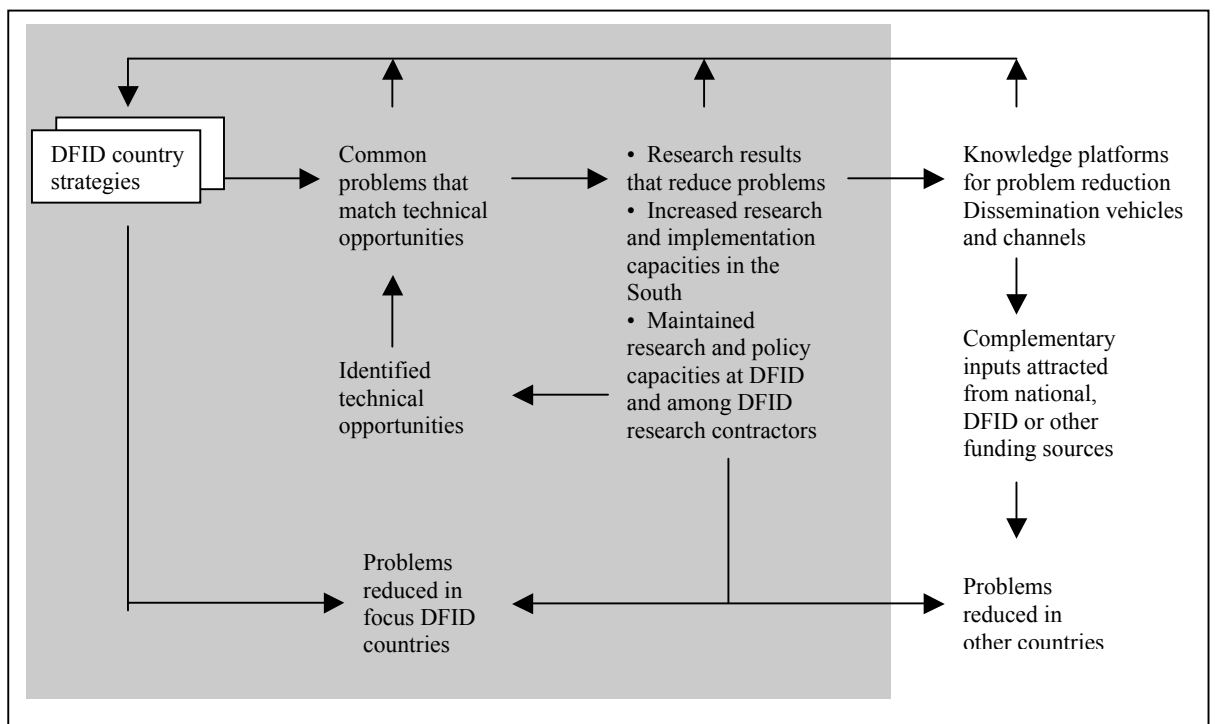 DFID country
strategies
Common
problems that
match technical
opportunities
• Research results
that reduce problems
• Increased research
and implementation
capacities in the
South
• Maintained
research and policy
capacities at DFID
and among DFID
research contractors
Knowledge platforms
for problem reduction
Dissemination vehicles
and channels
Identified
technical
opportunities
Complementary
inputs attracted
from national,
DFID or other
funding sources
Problems
reduced in
focus DFID
countries
Problems
reduced in
other countries